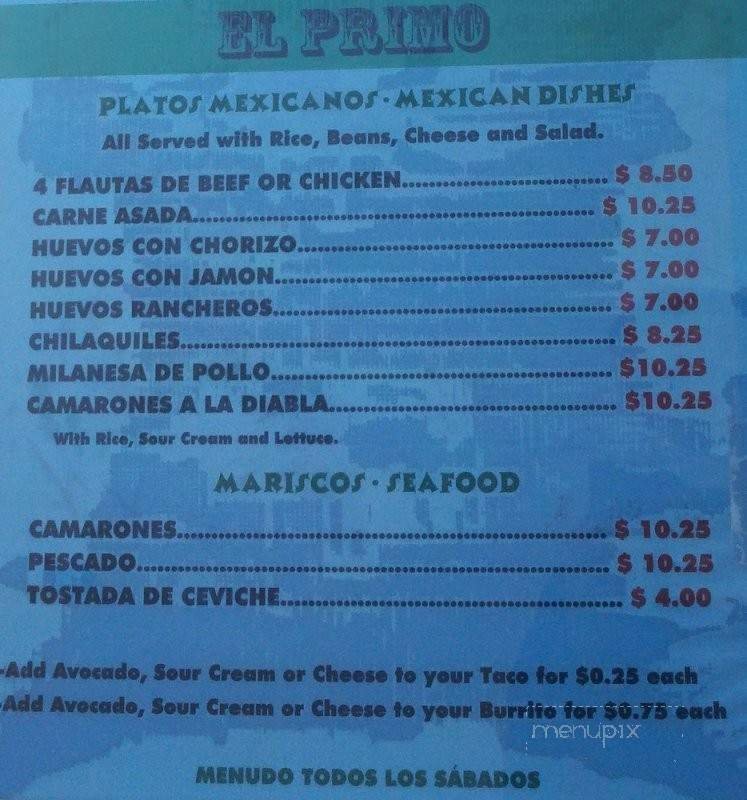 EL PRIMO
PLATOS MEXICANOS · MEXICAN DISHES
All Served with Rice, Beans, Cheese and Salad.
4 FLAUTAS DE BEEF OR CHICKEN........................ $ 8.50
CARNE ASADA........................ $ 10.25
HUEVOS CON CHORIZO........................ $ 7.00
HUEVOS CON JAMON........................ $ 7.00
HUEVOS RANCHEROS........................ $ 7.00
CHILAQUILES........................ $ 8.25
MILANESA DE POLLO........................ $10.25
CAMARONES A LA DIABLA........................ $10.25
With Rice, Sour Cream and Lettuce.
MARISCOS · SEAFOOD
CAMARONES........................ $ 10.25
PESCADO........................ $ 10.25
TOSTADA DE CEVICHE........................ $ 4.00
-Add Avocado, Sour Cream or Cheese to your Taco for $0.25 each
-Add Avocado, Sour Cream or Cheese to your Burrito for $0.75 each
menupix
MENUDO TODOS LOS SÁBADOS